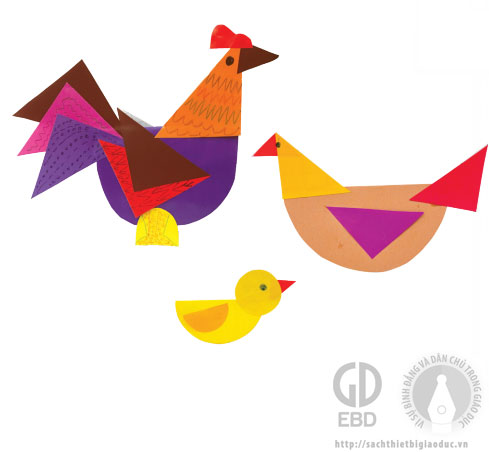 GD
EBD
VÌ SỰ BÌNH ĐẲNG VÀ DÂN CHỦ TRONG GIÁO DỤC
http://sachthietbigiaoduc.vn